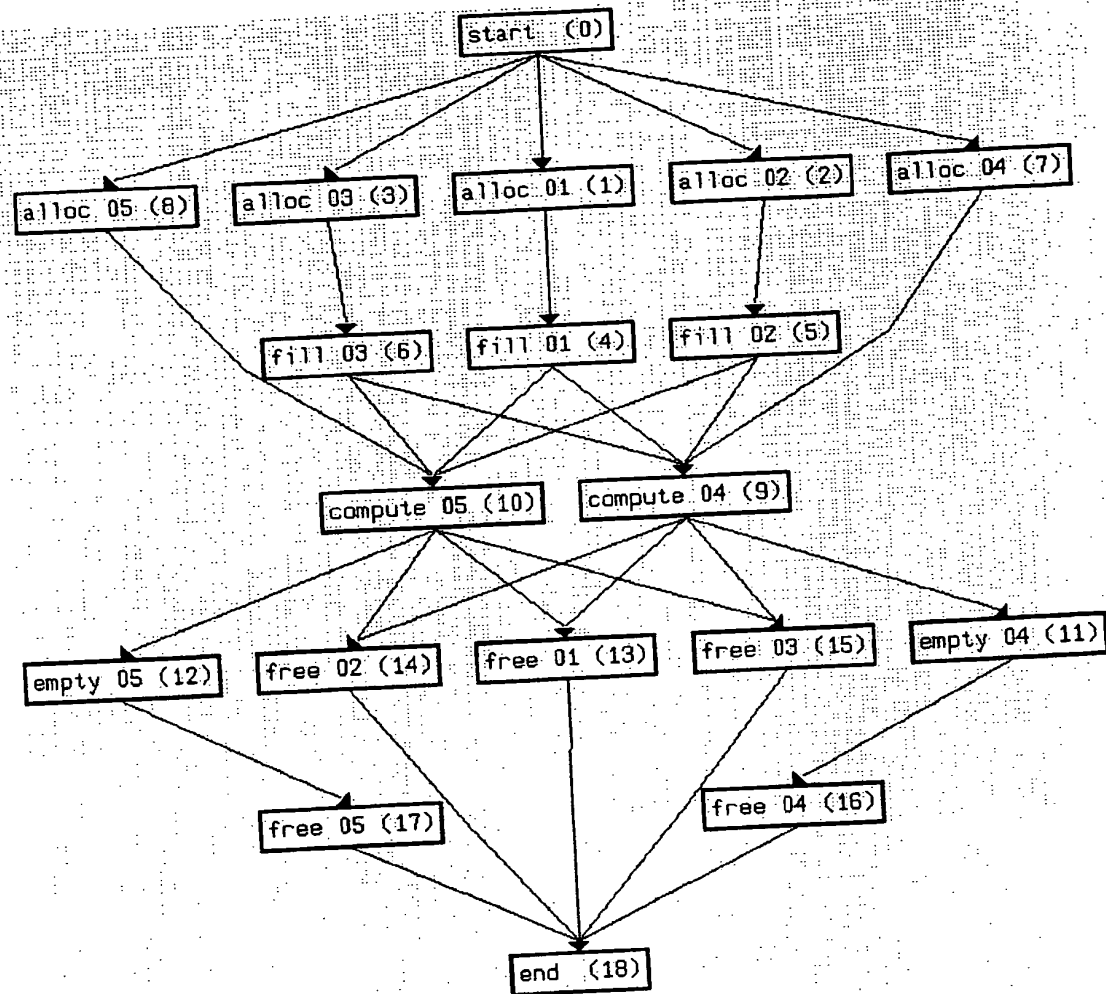 start (0)
alloc 05 (8)
alloc 03 (3)
alloc 01 (1)
alloc 02 (2)
alloc 04 (7)
fill 03 (6)
fill 01 (4)
fill 02 (5)
compute 05 (10)
compute 04 (9)
empty 05 (12)
free 02 (14)
free 01 (13)
free 03 (15)
empty 04 (11)
free 05 (17)
free 04 (16)
end (18)